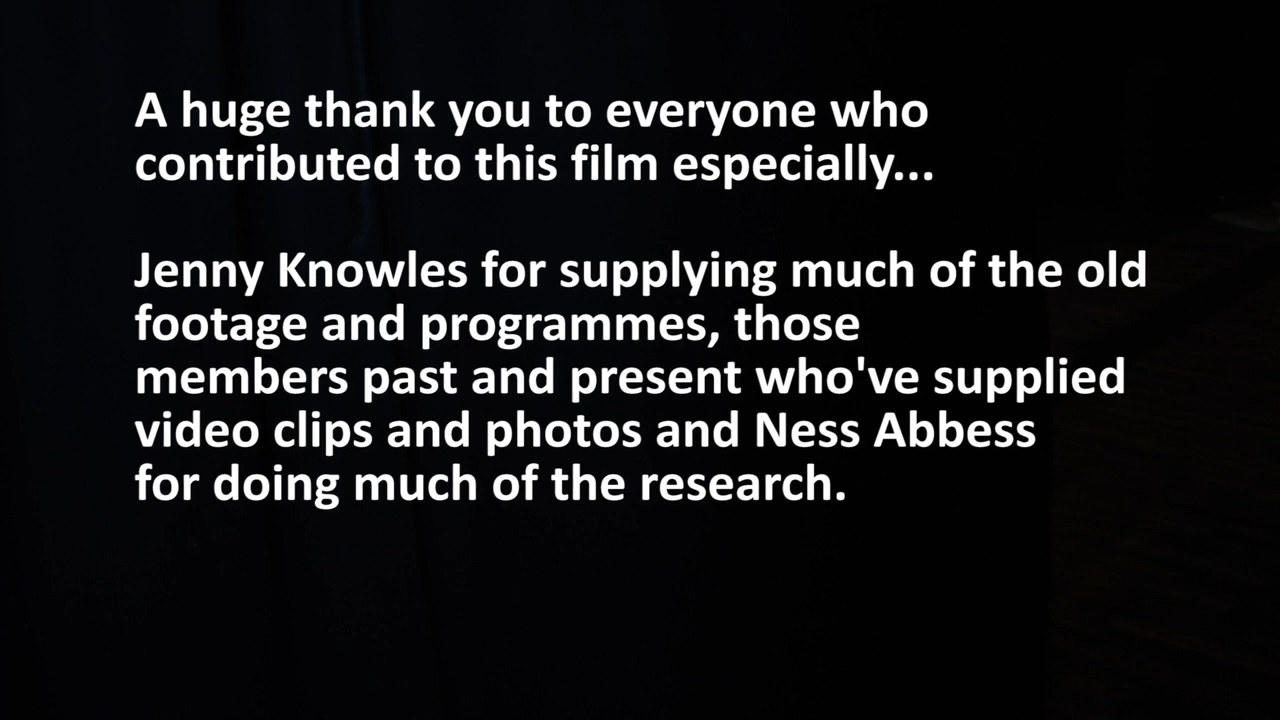 A huge thank you to everyone who
contributed to this film especially...
Jenny Knowles for supplying much of the old
footage and programmes, those
members past and present who've supplied
video clips and photos and Ness Abbess
for doing much of the research.